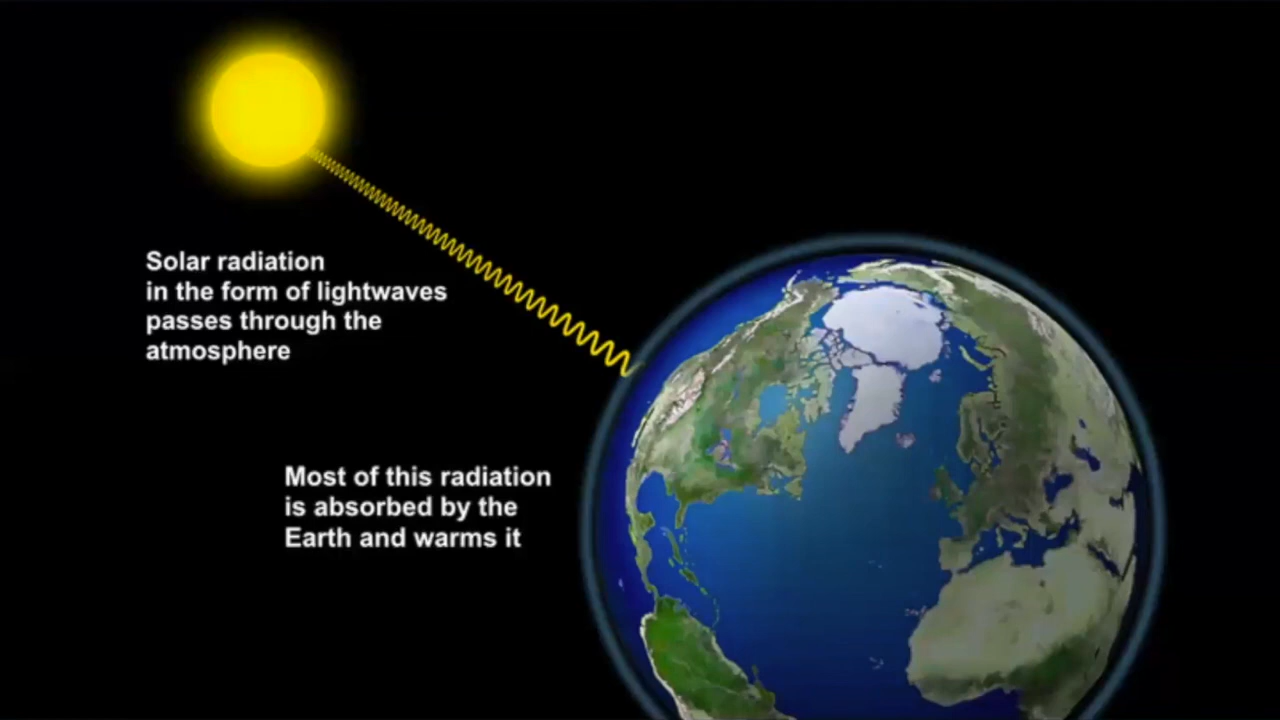 Solar radiation
in the form of lightwaves
passes through the
atmosphere
Most of this radiation
is absorbed by the
Earth and warms it